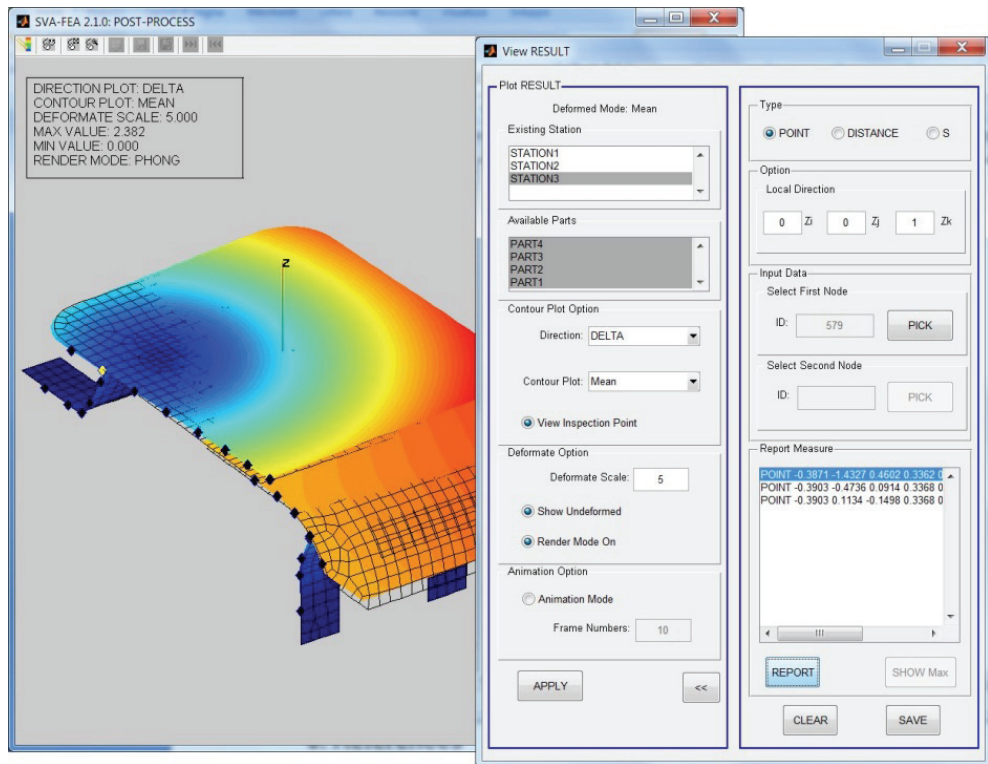 SVA-FEA 2.1.0: POST-PROCESS
DIRECTION PLOT: DELTA
CONTOUR PLOT: MEAN
DEFORMATE SCALE: 5.000
MAX VALUE: 2.382
MIN VALUE: 0.000
RENDER MODE: PHONG
Z
View RESULT
Plot RESULT
Deformed Mode: Mean
Existing Station
STATION1
STATION2
STATION3
Available Parts
PART4
PART3
PART2
PART1
Contour Plot Option
Direction: DELTA
Contour Plot: Mean
View Inspection Point
Deformate Option
Deformate Scale: 5
Show Undeformed
Render Mode On
Animation Option
Animation Mode
Frame Numbers: 10
APPLY
<<
Type
POINT DISTANCE S
Option
Local Direction
0 Zi 0 Zj 1 Zk
Input Data
Select First Node
ID: 579 PICK
Select Second Node
ID: PICK
Report Measure
POINT -0.3871 -1.4327 0.4602 0.3362 0
POINT -0.3903 -0.4736 0.0914 0.3368 0
POINT -0.3903 0.1134 -0.1498 0.3368 0
REPORT SHOW Max
CLEAR SAVE